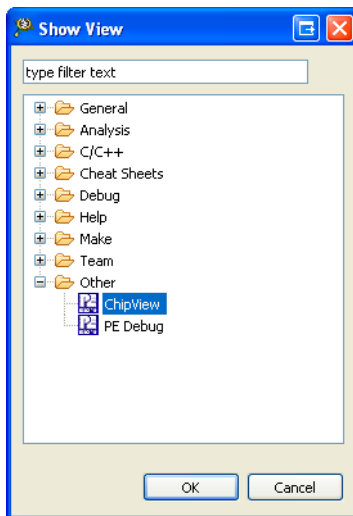 Show View
type filter text
General
Analysis
C/C++
Cheat Sheets
Debug
Help
Make
Team
Other
ChipView
PE Debug
OK Cancel